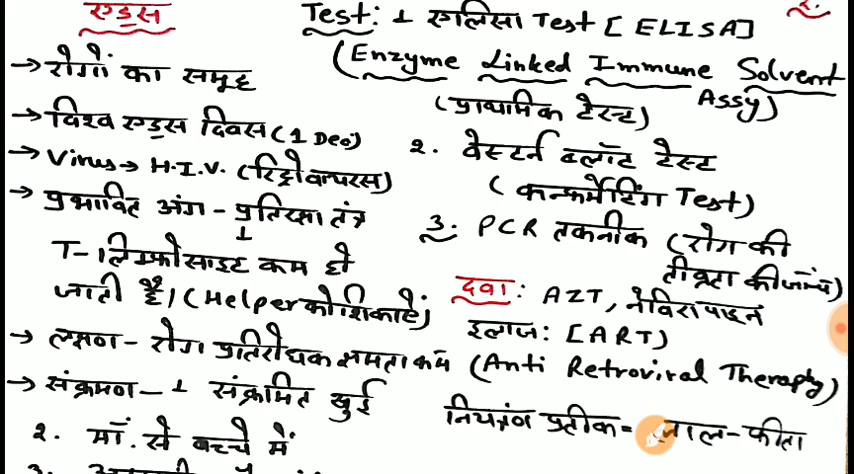 एड्स
→ रोगों का समूह
→ विश्व एड्स दिवस (1 Dec)
→ Virus → H.I.V. (रिट्रोवायरस)
→ प्रभावित अंग - प्रतिरक्षा तंत्र
↓
T-लिम्फोसाइट कम हो
जाती है। (Helper कोशिकाऐं)
→ लक्षण - रोग प्रतिरोधक क्षमता कम
→ संक्रमण - 1 संक्रमित सुई
2. माँ से बच्चे में
3.
Test: 1 एलिसा Test [ELISA]
(Enzyme Linked Immune Solvent
Assy)
(प्राथमिक टेस्ट)
2. वेस्टर्न ब्लॉट टेस्ट
(कन्फर्मेटिंग Test)
3. PCR तकनीक (रोग की
तीव्रता की जाँच)
दवा: AZT, नेविरापाइन
इलाज: [ART)
(Anti Retroviral Therapty)
नियंत्रण प्रतीक = लाल - फीता